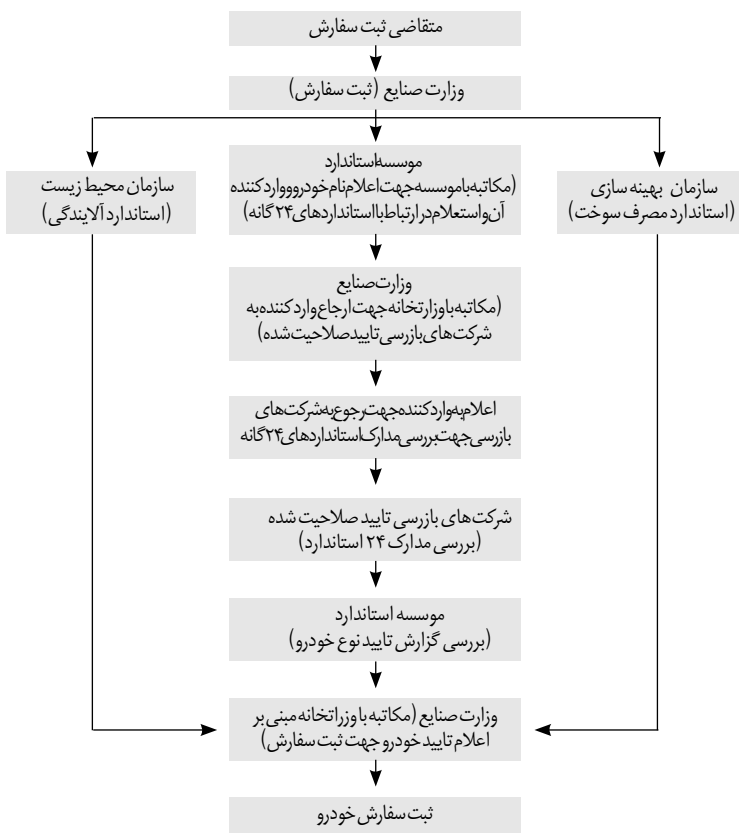 متقاضی ثبت سفارش
وزارت صنایع (ثبت سفارش)
موسسه استاندارد
(مکاتبه با موسسه جهت اعلام نام خودرو و وارد کننده
آن و استعلام در ارتباط با استانداردهای ۲۴ گانه)
سازمان بهینه سازی
(استاندارد مصرف سوخت)
سازمان محیط زیست
(استاندارد آلایندگی)
وزارت صنایع
(مکاتبه با وزارتخانه جهت ارجاع وارد کننده به
شرکت‌های بازرسی تایید صلاحیت شده)
اعلام به وارد کننده جهت رجوع به شرکت‌های
بازرسی جهت بررسی مدارک استانداردهای ۲۴ گانه
شرکت‌های بازرسی تایید صلاحیت شده
(بررسی مدارک ۲۴ استاندارد)
موسسه استاندارد
(بررسی گزارش تایید نوع خودرو)
وزارت صنایع (مکاتبه با وزراتخانه مبنی بر
اعلام تایید خودرو جهت ثبت سفارش)
ثبت سفارش خودرو